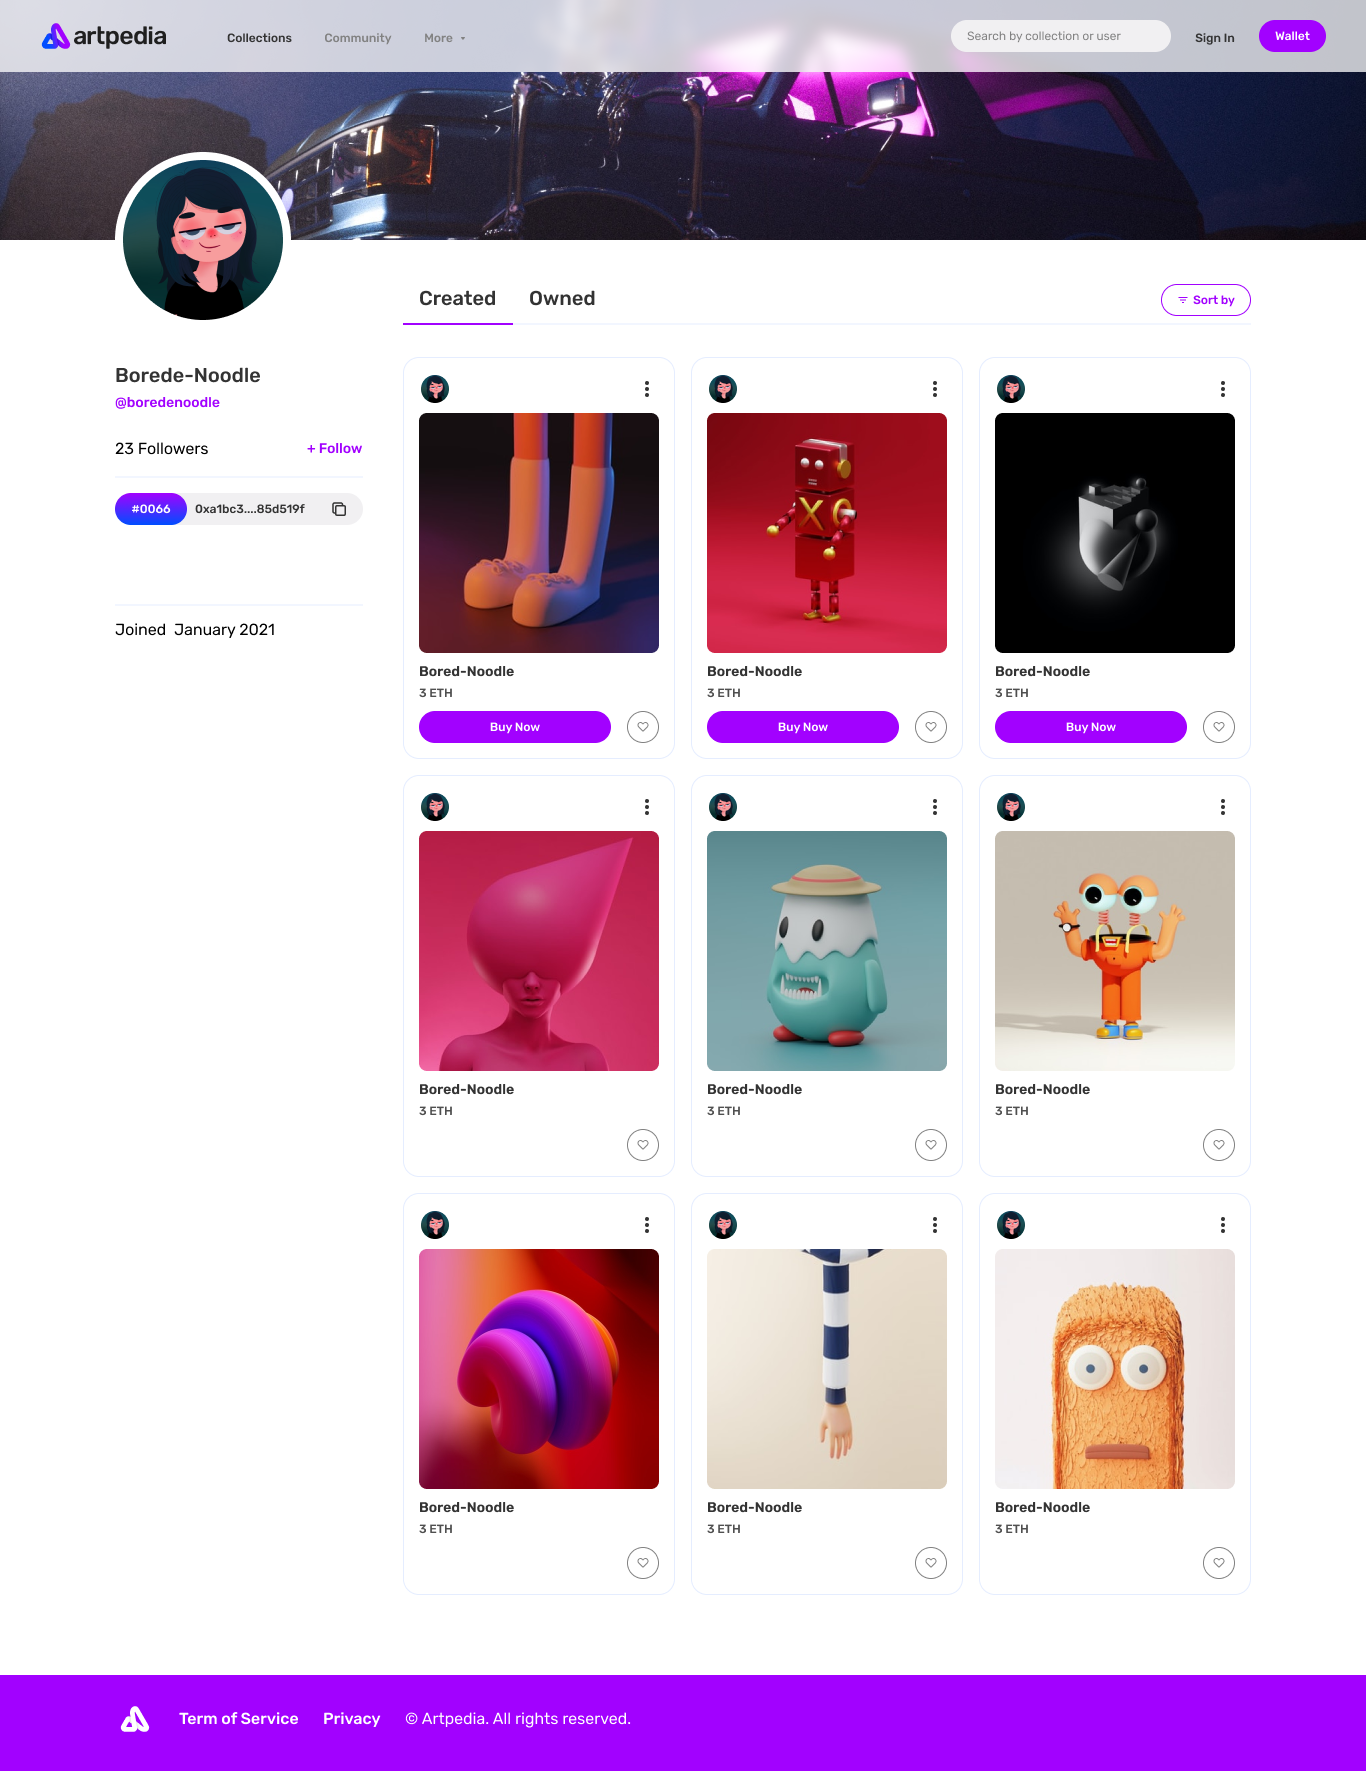 artpedia
Collections
Community
More
Search by collection or user
Sign In
Wallet
Created
Owned
Sort by
Borede-Noodle
@boredenoodle
23 Followers
+ Follow
#0066
0xa1bc3....85d519f
Joined January 2021
Bored-Noodle
3 ETH
Buy Now
XO
Bored-Noodle
3 ETH
Buy Now
Bored-Noodle
3 ETH
Buy Now
Bored-Noodle
3 ETH
Bored-Noodle
3 ETH
Bored-Noodle
3 ETH
Bored-Noodle
3 ETH
Bored-Noodle
3 ETH
Bored-Noodle
3 ETH
Term of Service
Privacy
© Artpedia. All rights reserved.